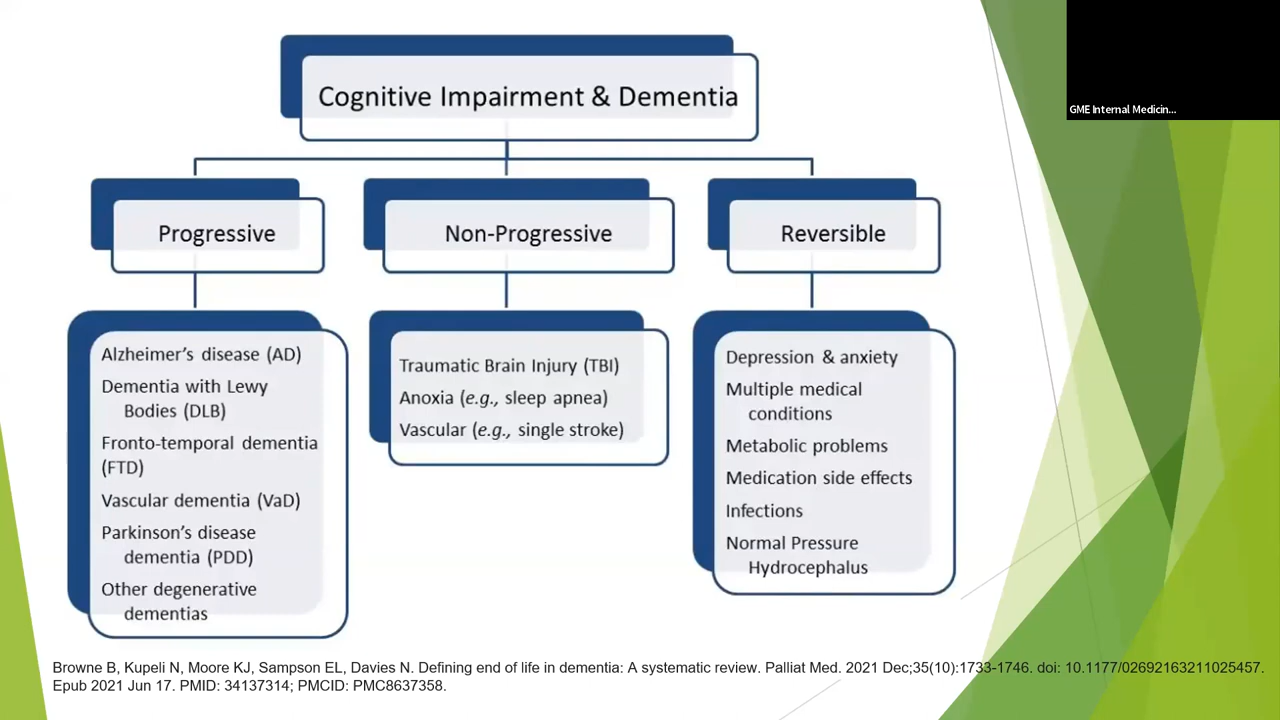 GME Internal Medicin...
Cognitive Impairment & Dementia
Progressive
Non-Progressive
Reversible
Alzheimer’s disease (AD)
Dementia with Lewy
Bodies (DLB)
Fronto-temporal dementia
(FTD)
Vascular dementia (VaD)
Parkinson’s disease
dementia (PDD)
Other degenerative
dementias
Traumatic Brain Injury (TBI)
Anoxia (e.g., sleep apnea)
Vascular (e.g., single stroke)
Depression & anxiety
Multiple medical
conditions
Metabolic problems
Medication side effects
Infections
Normal Pressure
Hydrocephalus
Browne B, Kupeli N, Moore KJ, Sampson EL, Davies N. Defining end of life in dementia: A systematic review. Palliat Med. 2021 Dec;35(10):1733-1746. doi: 10.1177/02692163211025457.
Epub 2021 Jun 17. PMID: 34137314; PMCID: PMC8637358.